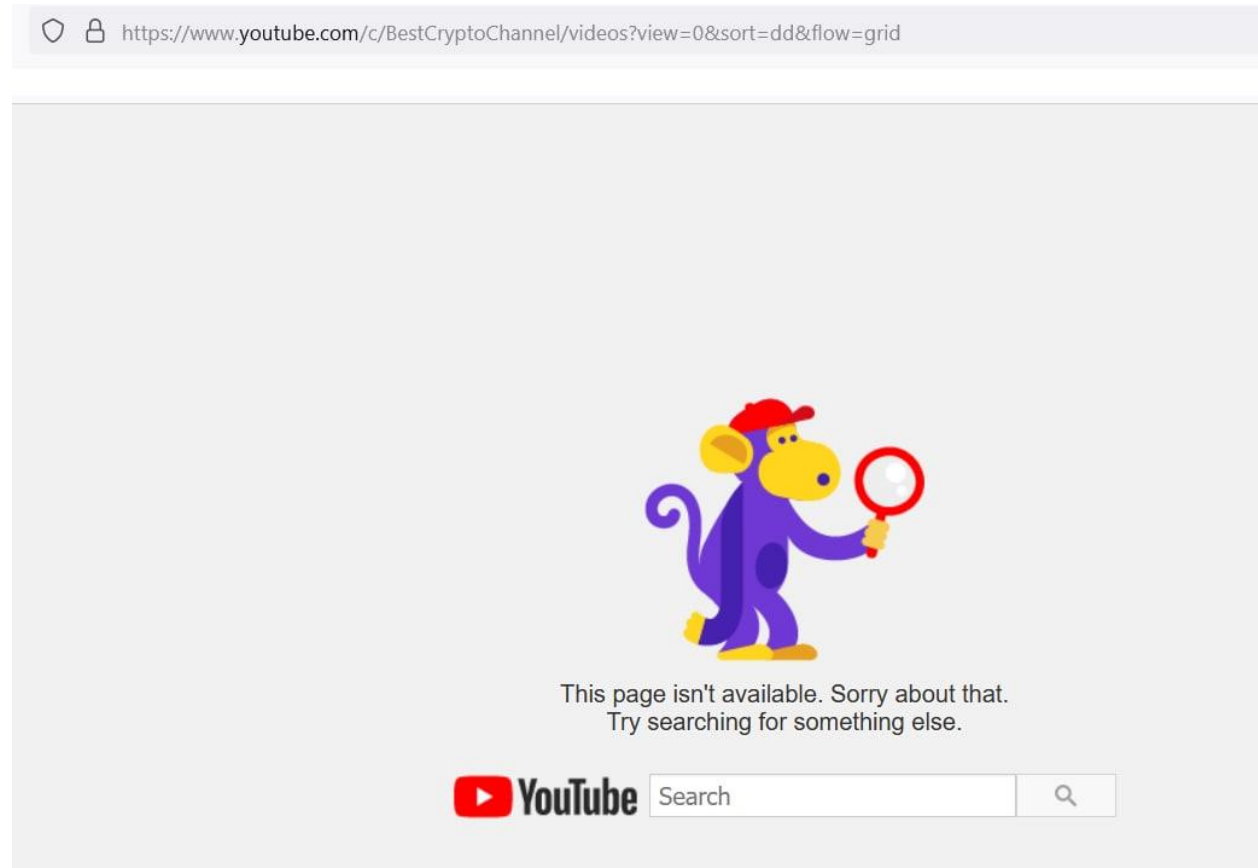 https://www.youtube.com/c/BestCryptoChannel/videos?view=0&sort=dd&flow=grid
This page isn't available. Sorry about that.
Try searching for something else.
YouTube Search